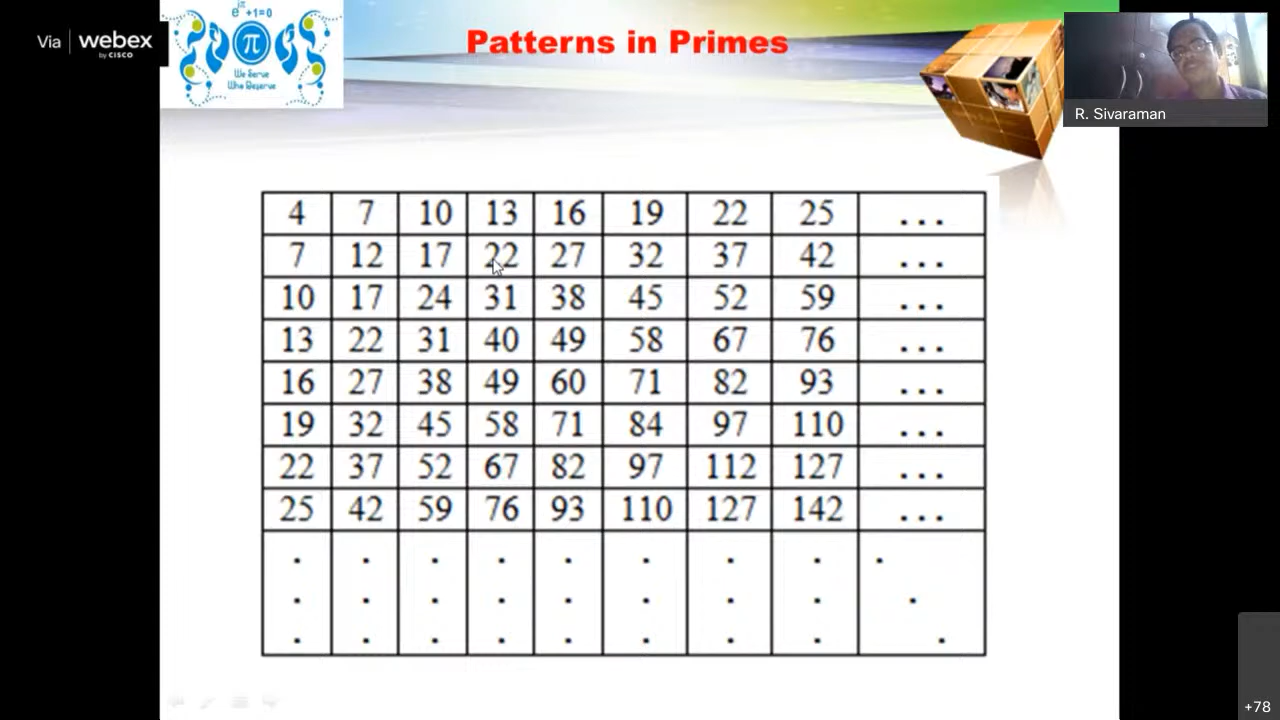 Via webex
by CISCO
e^iπ +1=0
π
We Serve
Who Deserve
Patterns in Primes
R. Sivaraman
4 7 10 13 16 19 22 25 ...
7 12 17 22 27 32 37 42 ...
10 17 24 31 38 45 52 59 ...
13 22 31 40 49 58 67 76 ...
16 27 38 49 60 71 82 93 ...
19 32 45 58 71 84 97 110 ...
22 37 52 67 82 97 112 127 ...
25 42 59 76 93 110 127 142 ...
. . . . . . . . .
. . . . . . . . .
. . . . . . . . .
+78